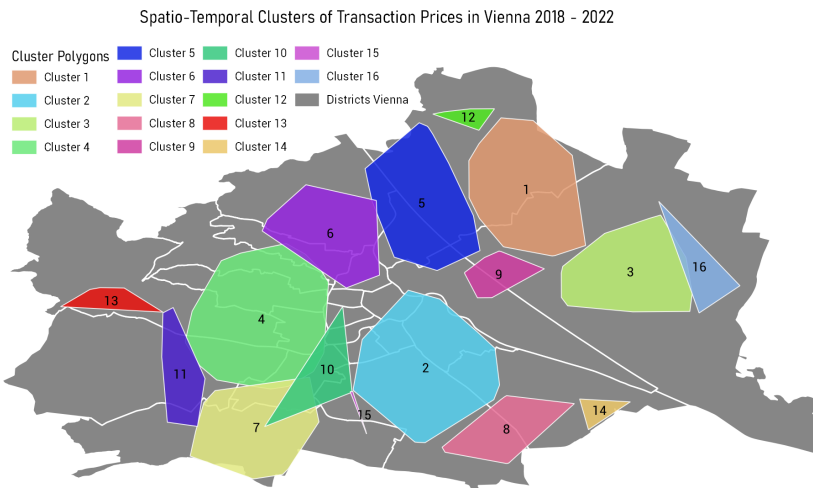 Spatio-Temporal Clusters of Transaction Prices in Vienna 2018 - 2022
Cluster Polygons
Cluster 1
Cluster 2
Cluster 3
Cluster 4
Cluster 5
Cluster 6
Cluster 7
Cluster 8
Cluster 9
Cluster 10
Cluster 11
Cluster 12
Cluster 13
Cluster 14
Cluster 15
Cluster 16
Districts Vienna
12
1
5
6
9
3
16
13
4
11
10
2
15
7
8
14